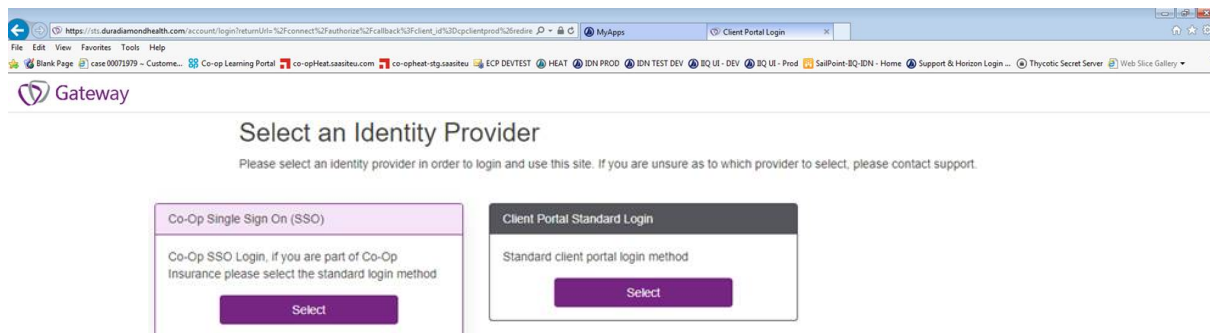 https://sts.duradiamondhealth.com/account/login?returnUrl=%2Fconnect%2Fauthorize%2Fcallback%3Fclient_id%3Dcpclientprod%26redire
MyApps
Client Portal Login
File Edit View Favorites Tools Help
Blank Page case 00071979 ~ Custome... Co-op Learning Portal co-opHeat.saasiteu.com co-opheat-stg.saasiteu ECP DEVTEST HEAT IDN PROD IDN TEST DEV IIQ UI - DEV IIQ UI - Prod SailPoint-IIQ-IDN - Home Support & Horizon Login ... Thycotic Secret Server Web Slice Gallery
Gateway
Select an Identity Provider
Please select an identity provider in order to login and use this site. If you are unsure as to which provider to select, please contact support.
Co-Op Single Sign On (SSO)
Co-Op SSO Login, if you are part of Co-Op
Insurance please select the standard login method
Select
Client Portal Standard Login
Standard client portal login method
Select